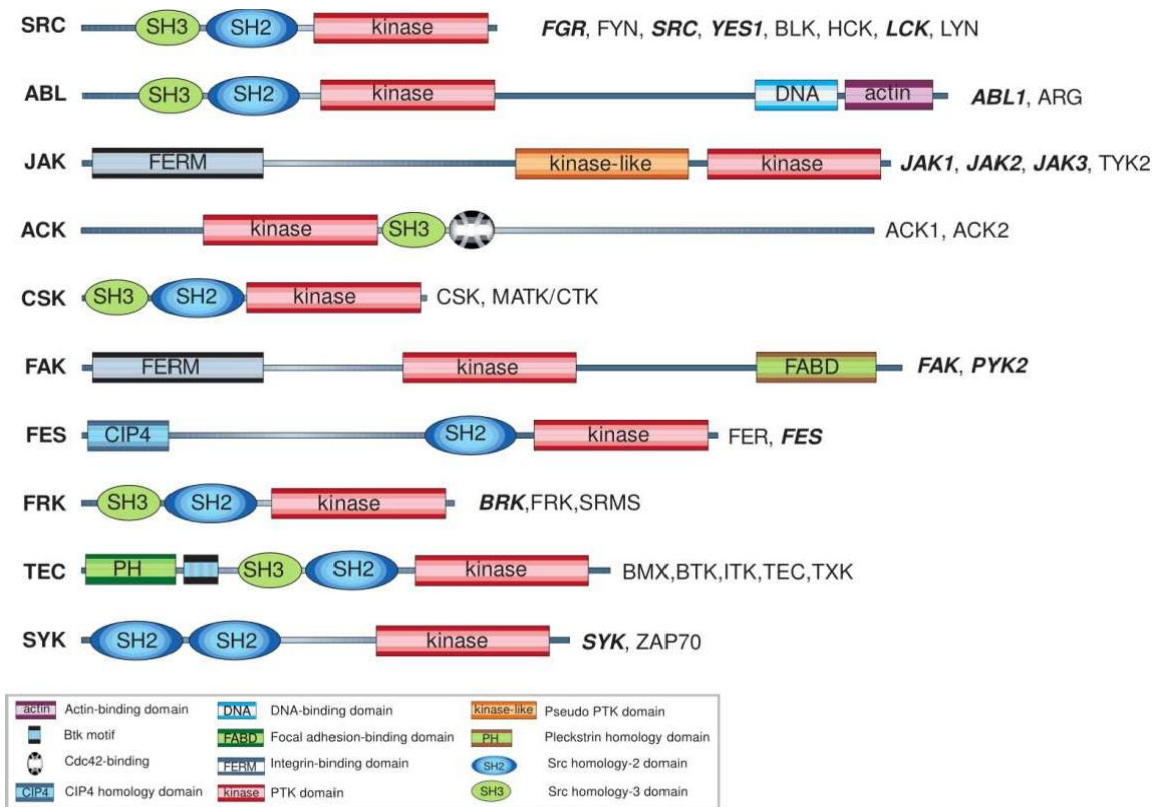 SRC SH3 SH2 kinase FGR, FYN, SRC, YES1, BLK, HCK, LCK, LYN
ABL SH3 SH2 kinase DNA actin ABL1, ARG
JAK FERM kinase-like kinase JAK1, JAK2, JAK3, TYK2
ACK kinase SH3 ACK1, ACK2
CSK SH3 SH2 kinase CSK, MATK/CTK
FAK FERM kinase FABD FAK, PYK2
FES CIP4 SH2 kinase FER, FES
FRK SH3 SH2 kinase BRK,FRK,SRMS
TEC PH SH3 SH2 kinase BMX,BTK,ITK,TEC,TXK
SYK SH2 SH2 kinase SYK, ZAP70
actin Actin-binding domain DNA DNA-binding domain kinase-like Pseudo PTK domain
Btk motif FABD Focal adhesion-binding domain PH Pleckstrin homology domain
Cdc42-binding FERM Integrin-binding domain SH2 Src homology-2 domain
CIP4 CIP4 homology domain kinase PTK domain SH3 Src homology-3 domain